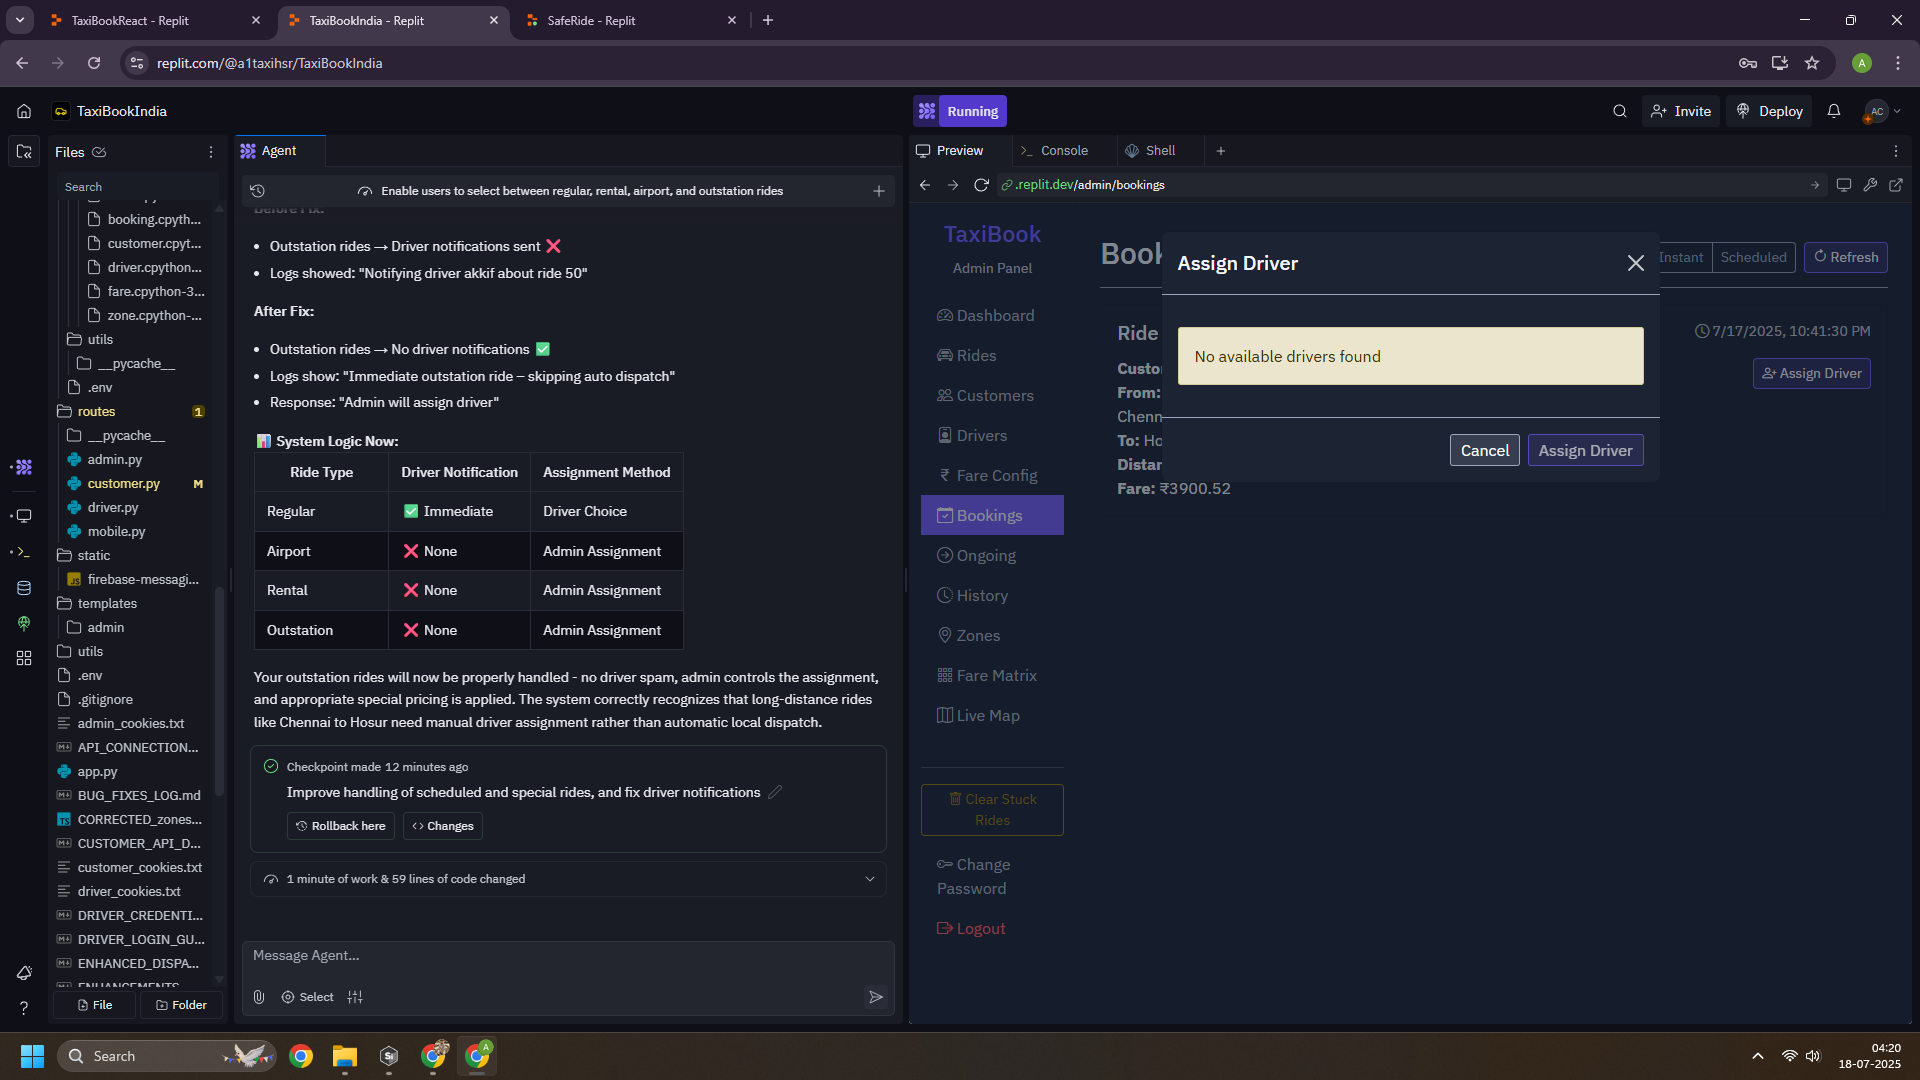 TaxiBookReact - Replit
TaxiBookIndia - Replit
SafeRide - Replit
replit.com/@a1taxihsr/TaxiBookIndia
A
TaxiBookIndia
Running
Invite
Deploy
AC
Files
Search
booking.cpyth...
customer.cpyt...
driver.cpython...
fare.cpython-3...
zone.cpython-...
utils
__pycache__
.env
routes
1
__pycache__
admin.py
customer.py
M
driver.py
mobile.py
static
JS
firebase-messagi...
templates
admin
utils
.env
.gitignore
admin_cookies.txt
API_CONNECTION...
app.py
BUG_FIXES_LOG.md
CORRECTED_zones...
CUSTOMER_API_D...
customer_cookies.txt
driver_cookies.txt
DRIVER_CREDENTI...
DRIVER_LOGIN_GU...
ENHANCED_DISPA...
File
Folder
Agent
Enable users to select between regular, rental, airport, and outstation rides
Before Fix:
Outstation rides → Driver notifications sent ❌
Logs showed: "Notifying driver akkif about ride 50"
After Fix:
Outstation rides → No driver notifications ✅
Logs show: "Immediate outstation ride – skipping auto dispatch"
Response: "Admin will assign driver"
📊 System Logic Now:
Ride Type Driver Notification Assignment Method
Regular ✅ Immediate Driver Choice
Airport ❌ None Admin Assignment
Rental ❌ None Admin Assignment
Outstation ❌ None Admin Assignment
Your outstation rides will now be properly handled - no driver spam, admin controls the assignment,
and appropriate special pricing is applied. The system correctly recognizes that long-distance rides
like Chennai to Hosur need manual driver assignment rather than automatic local dispatch.
Checkpoint made 12 minutes ago
Improve handling of scheduled and special rides, and fix driver notifications
Rollback here
Changes
1 minute of work & 59 lines of code changed
Message Agent...
Select
Preview
Console
Shell
.replit.dev/admin/bookings
TaxiBook
Admin Panel
Dashboard
Rides
Customers
Drivers
₹ Fare Config
Bookings
Ongoing
History
Zones
Fare Matrix
Live Map
Clear Stuck
Rides
Change
Password
Logout
Book
Instant
Scheduled
Refresh
Ride
7/17/2025, 10:41:30 PM
Custo
Assign Driver
From:
Chenn
To: Ho
Distan
Fare: ₹3900.52
Assign Driver
No available drivers found
Cancel
Assign Driver
Search
04:20
18-07-2025